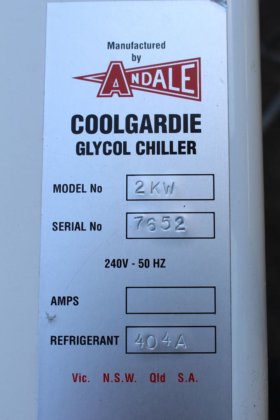 Manufactured
by
ANDALE
COOLGARDIE
GLYCOL CHILLER
MODEL No 2KW
SERIAL No 7652
240V - 50 HZ
AMPS
REFRIGERANT 404A
Vic. N.S.W. Qld S.A.